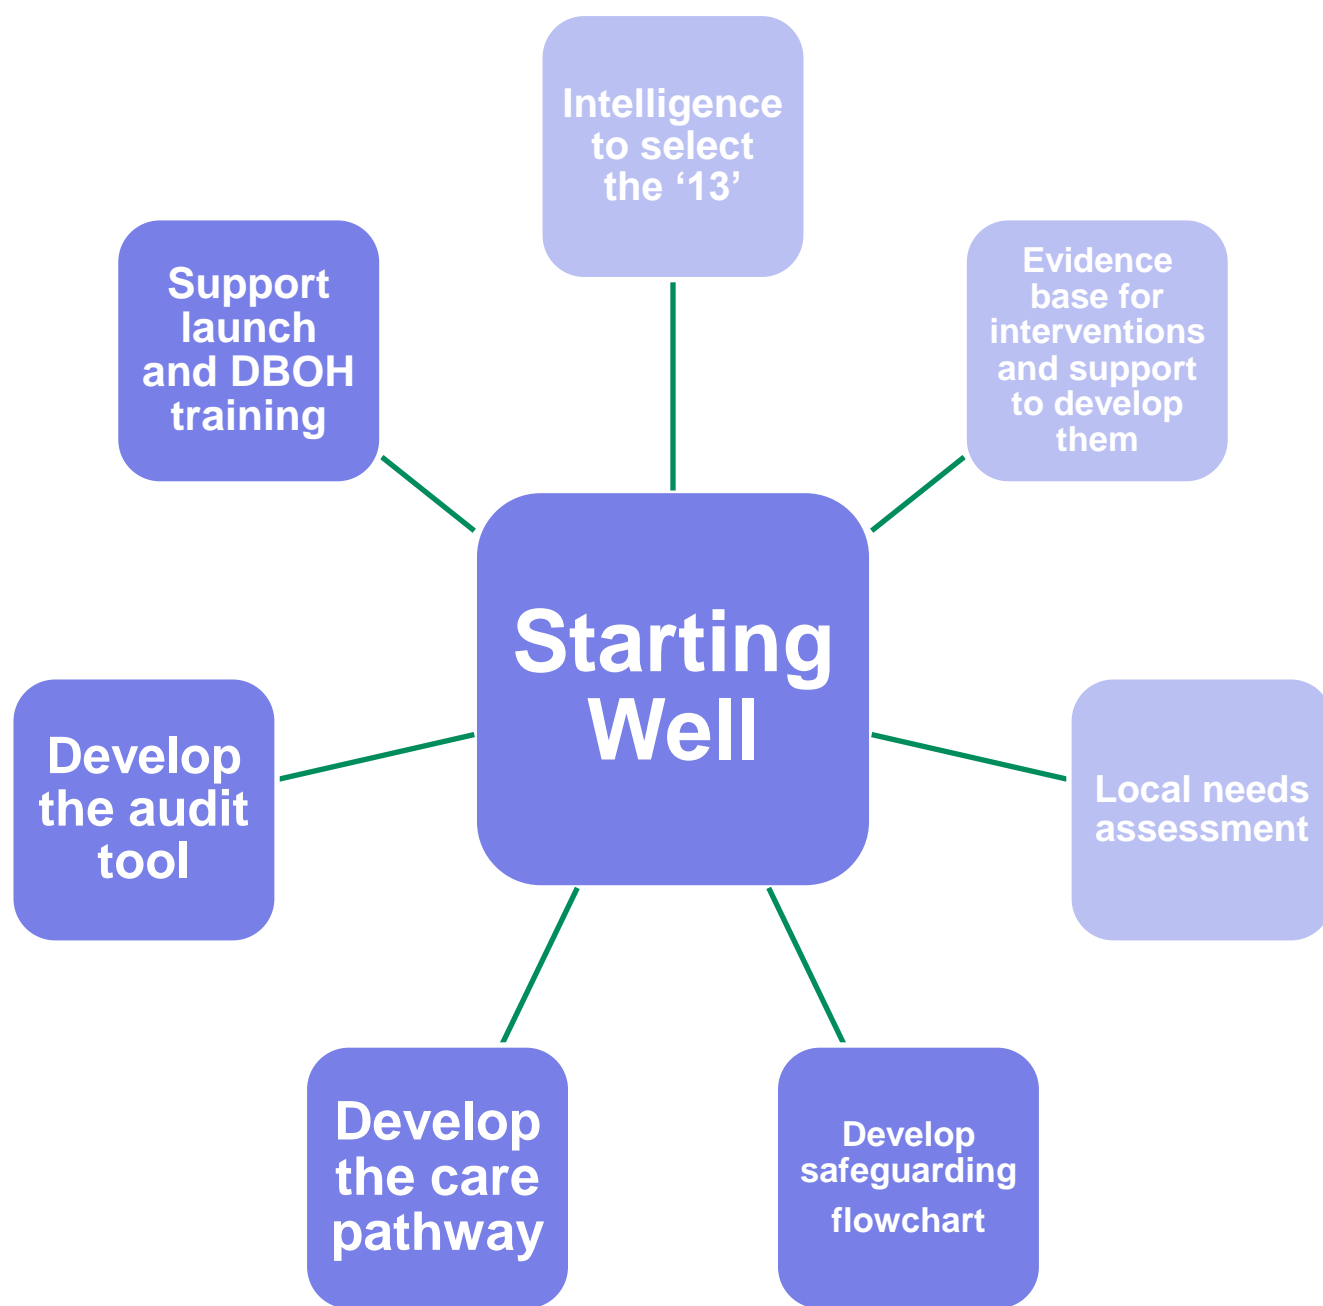 Intelligence
to select
the ‘13’
Evidence
base for
interventions
and support
to develop
them
Local needs
assessment
Develop
safeguarding
flowchart
Develop
the care
pathway
Develop
the audit
tool
Support
launch
and DBOH
training
Starting
Well